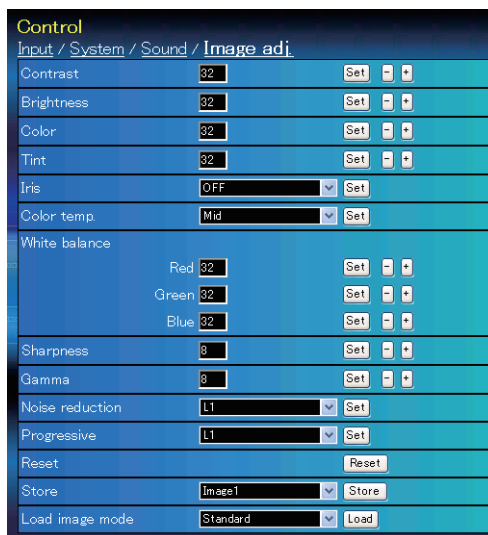 Control
Input / System / Sound / Image adj.
Contrast 32 Set - +
Brightness 32 Set - +
Color 32 Set - +
Tint 32 Set - +
Iris OFF Set
Color temp. Mid Set
White balance
Red 32 Set - +
Green 32 Set - +
Blue 32 Set - +
Sharpness 8 Set - +
Gamma 8 Set - +
Noise reduction L1 Set
Progressive L1 Set
Reset Reset
Store Image1 Store
Load image mode Standard Load